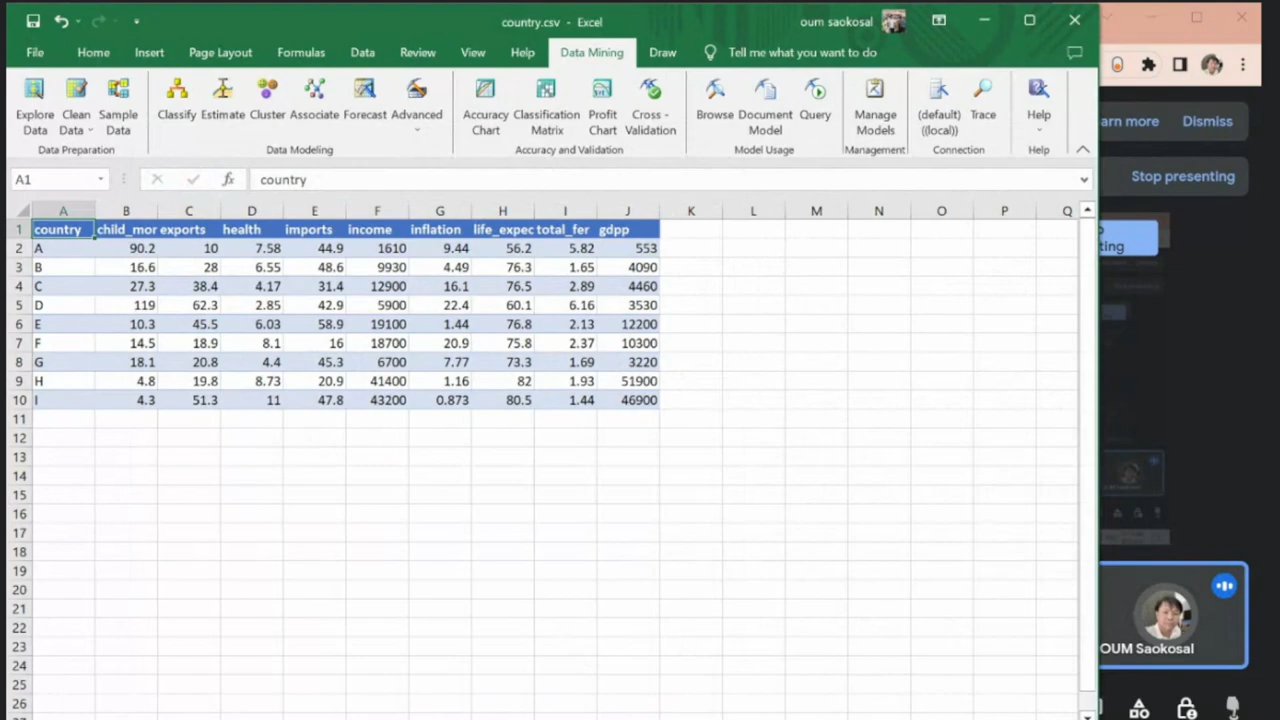 country.csv - Excel
oum saokosal
File Home Insert Page Layout Formulas Data Review View Help Data Mining Draw Tell me what you want to do
Explore Data
Clean Data
Sample Data
Classify Estimate Cluster Associate Forecast Advanced
Accuracy Chart
Classification Matrix
Profit Chart
Cross - Validation
Browse
Document Model
Query
Manage Models
(default) ((local))
Trace
Help
Data Preparation Data Modeling Accuracy and Validation Model Usage Management Connection Help
A1 fx country
A B C D E F G H I J K L M N O P Q
1 country child_mor exports health imports income inflation life_expec total_fer gdpp
2 A 90.2 10 7.58 44.9 1610 9.44 56.2 5.82 553
3 B 16.6 28 6.55 48.6 9930 4.49 76.3 1.65 4090
4 C 27.3 38.4 4.17 31.4 12900 16.1 76.5 2.89 4460
5 D 119 62.3 2.85 42.9 5900 22.4 60.1 6.16 3530
6 E 10.3 45.5 6.03 58.9 19100 1.44 76.8 2.13 12200
7 F 14.5 18.9 8.1 16 18700 20.9 75.8 2.37 10300
8 G 18.1 20.8 4.4 45.3 6700 7.77 73.3 1.69 3220
9 H 4.8 19.8 8.73 20.9 41400 1.16 82 1.93 51900
10 I 4.3 51.3 11 47.8 43200 0.873 80.5 1.44 46900
11
12
13
14
15
16
17
18
19
20
21
22
23
24
25
26
arn more Dismiss
Stop presenting
ting
OUM Saokosal